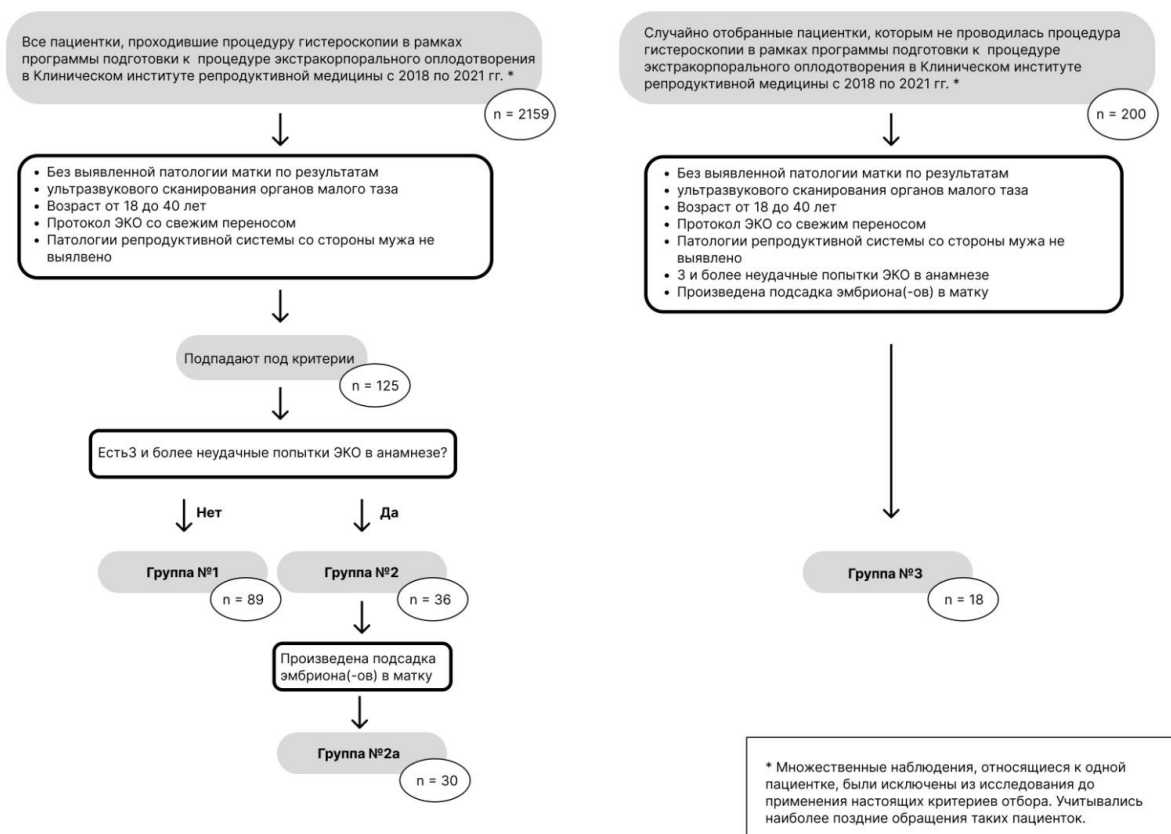 Все пациентки, проходившие процедуру гистероскопии в рамках
программы подготовки к процедуре экстракорпорального оплодотворения
в Клиническом институте репродуктивной медицины с 2018 по 2021 гг. *
n = 2159
• Без выявленной патологии матки по результатам
• ультразвукового сканирования органов малого таза
• Возраст от 18 до 40 лет
• Протокол ЭКО со свежим переносом
• Патологии репродуктивной системы со стороны мужа не
выялвено
Подпадают под критерии
n = 125
Есть3 и более неудачные попытки ЭКО в анамнезе?
Нет
Да
Группа №1
n = 89
Группа №2
n = 36
Произведена подсадка
эмбриона(-ов) в матку
Группа №2а
n = 30
Случайно отобранные пациентки, которым не проводилась процедура
гистероскопии в рамках программы подготовки к процедуре
экстракорпорального оплодотворения в Клиническом институте
репродуктивной медицины с 2018 по 2021 гг. *
n = 200
• Без выявленной патологии матки по результатам
• ультразвукового сканирования органов малого таза
• Возраст от 18 до 40 лет
• Протокол ЭКО со свежим переносом
• Патологии репродуктивной системы со стороны мужа не
выявлено
• 3 и более неудачные попытки ЭКО в анамнезе
• Произведена подсадка эмбриона(-ов) в матку
Группа №3
n = 18
* Множественные наблюдения, относящиеся к одной
пациентке, были исключены из исследования до
применения настоящих критериев отбора. Учитывались
наиболее поздние обращения таких пациенток.